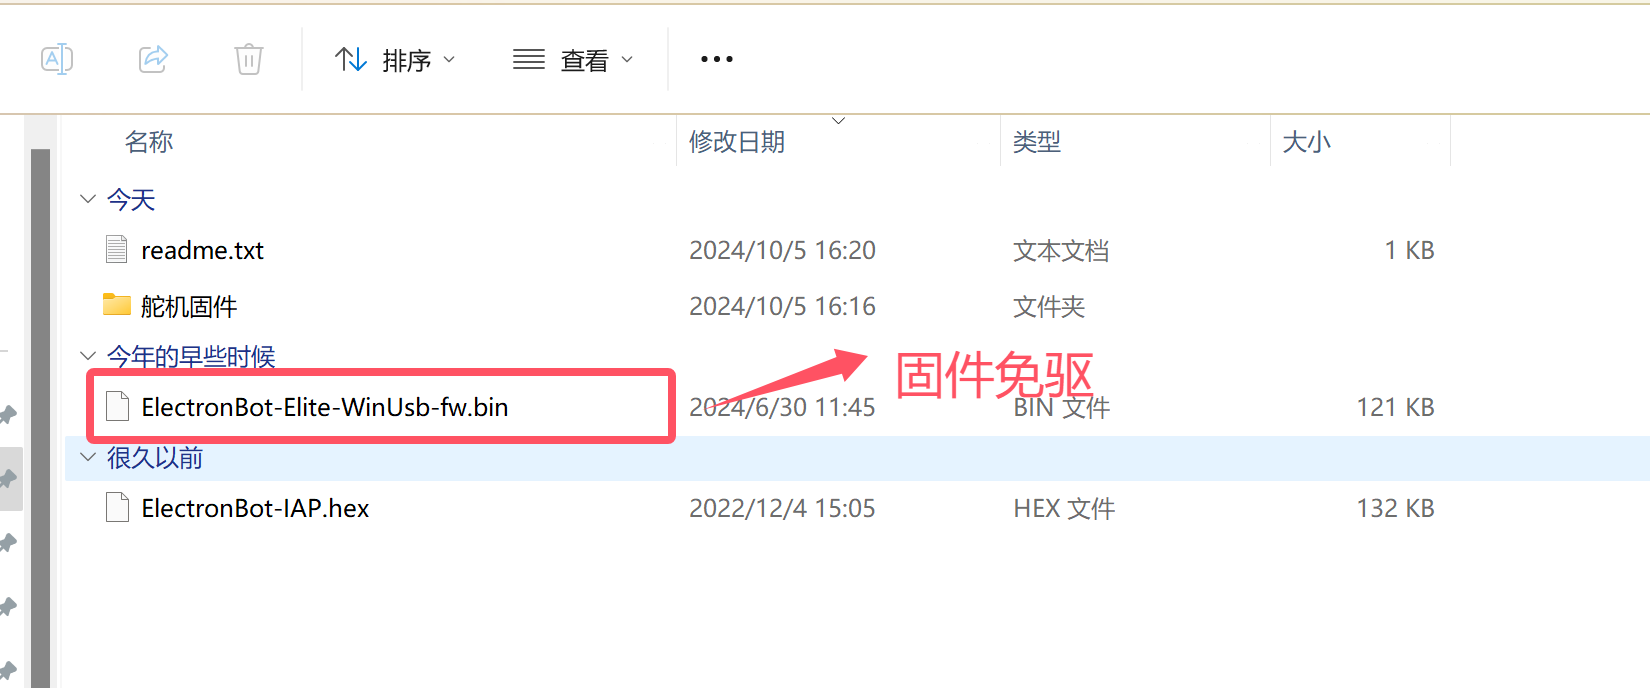 排序 查看
名称 修改日期 类型 大小
今天
readme.txt 2024/10/5 16:20 文本文档 1 KB
舵机固件 2024/10/5 16:16 文件夹
今年的早些时候
固件免驱
ElectronBot-Elite-WinUsb-fw.bin 2024/6/30 11:45 BIN 文件 121 KB
很久以前
ElectronBot-IAP.hex 2022/12/4 15:05 HEX 文件 132 KB